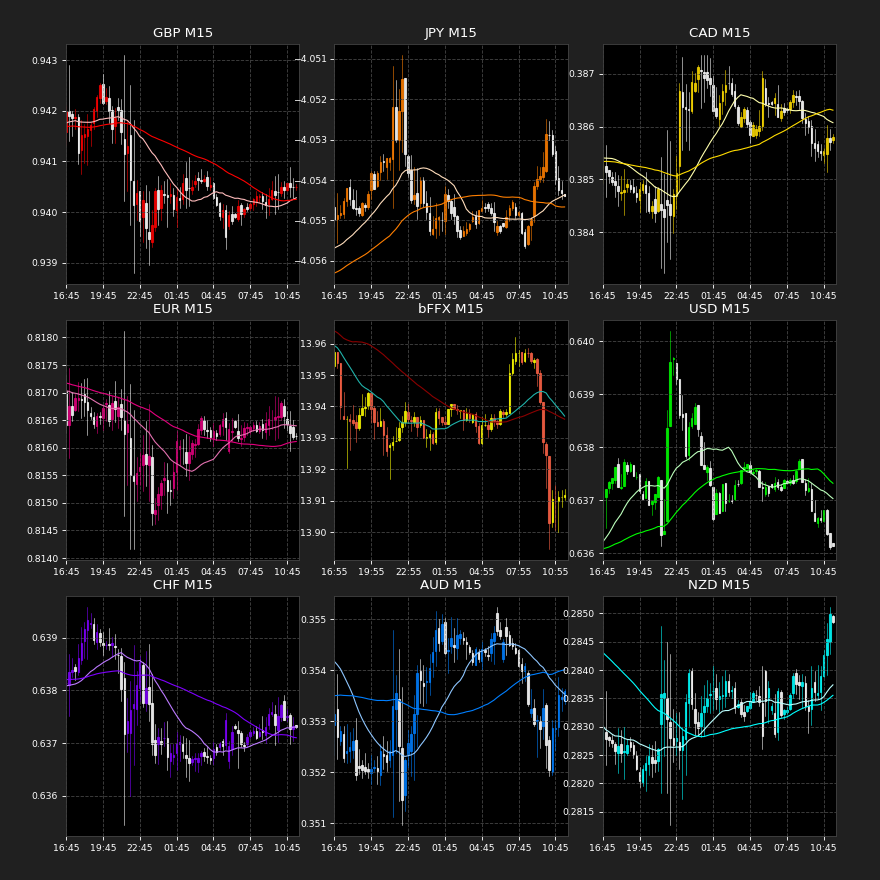 GBP M15
JPY M15
CAD M15
0.943
0.942
0.941
0.940
0.939
−4.051
−4.052
−4.053
−4.054
−4.055
−4.056
0.387
0.386
0.385
0.384
16:45 19:45 22:45 01:45 04:45 07:45 10:45
16:45 19:45 22:45 01:45 04:45 07:45 10:45
16:45 19:45 22:45 01:45 04:45 07:45 10:45
EUR M15
bFFX M15
USD M15
0.8180
0.8175
0.8170
0.8165
0.8160
0.8155
0.8150
0.8145
0.8140
13.96
13.95
13.94
13.93
13.92
13.91
13.90
0.640
0.639
0.638
0.637
0.636
16:45 19:45 22:45 01:45 04:45 07:45 10:45
16:55 19:55 22:55 01:55 04:55 07:55 10:55
16:45 19:45 22:45 01:45 04:45 07:45 10:45
CHF M15
AUD M15
NZD M15
0.639
0.638
0.637
0.636
0.355
0.354
0.353
0.352
0.351
0.2850
0.2845
0.2840
0.2835
0.2830
0.2825
0.2820
0.2815
16:45 19:45 22:45 01:45 04:45 07:45 10:45
16:45 19:45 22:45 01:45 04:45 07:45 10:45
16:45 19:45 22:45 01:45 04:45 07:45 10:45